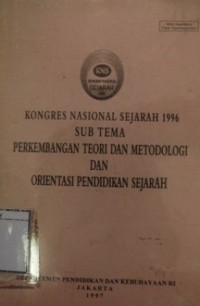 KONGRES NASIONAL SEJARAH 1996
SUB TEMA
PERKEMBANGAN TEORI DAN METODOLOGI
DAN
ORIENTASI PENDIDIKAN SEJARAH
PENDIDIKAN DAN KEBUDAYAAN RI
JAKARTA
1997